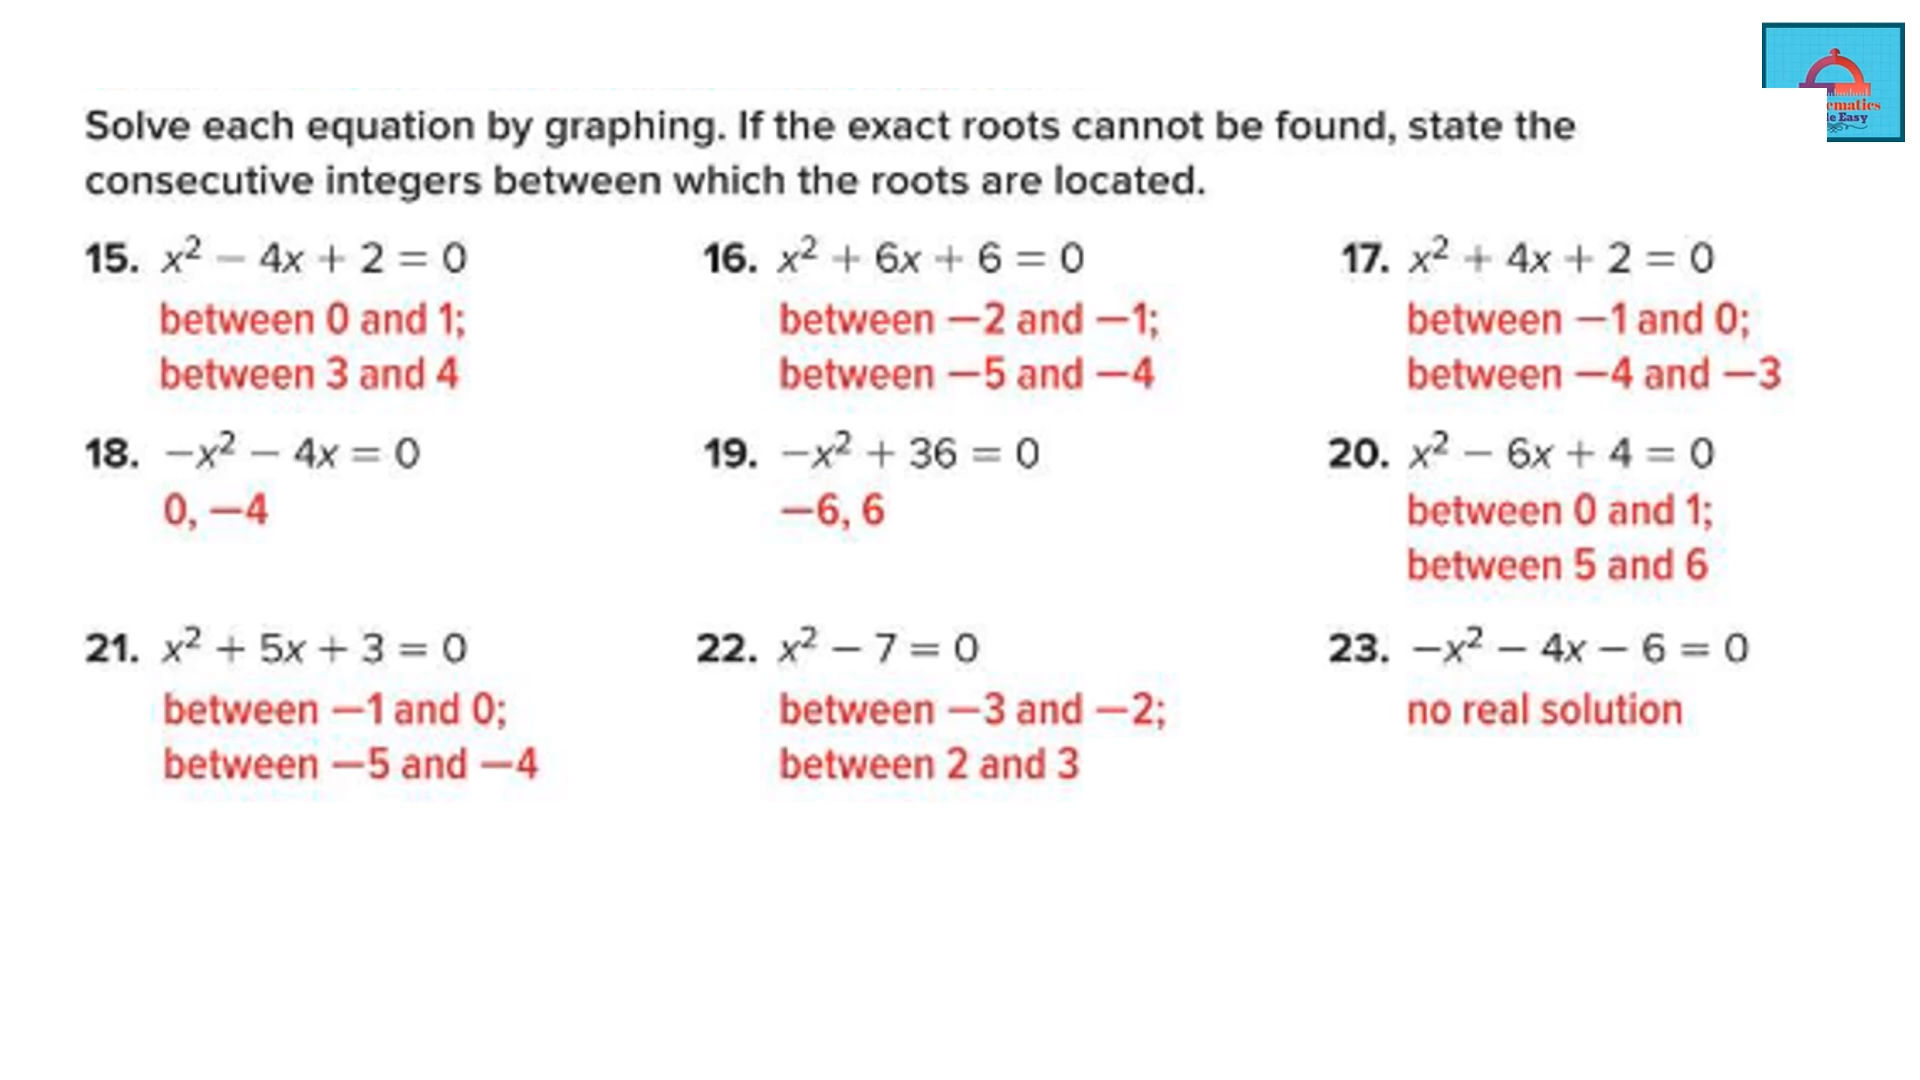 Solve each equation by graphing. If the exact roots cannot be found, state the
consecutive integers between which the roots are located.
15. x² − 4x + 2 = 0
between 0 and 1;
between 3 and 4
16. x² + 6x + 6 = 0
between −2 and −1;
between −5 and −4
17. x² + 4x + 2 = 0
between −1 and 0;
between −4 and −3
18. −x² − 4x = 0
0, −4
19. −x² + 36 = 0
−6, 6
20. x² − 6x + 4 = 0
between 0 and 1;
between 5 and 6
21. x² + 5x + 3 = 0
between −1 and 0;
between −5 and −4
22. x² − 7 = 0
between −3 and −2;
between 2 and 3
23. −x² − 4x − 6 = 0
no real solution
ematics
e Easy